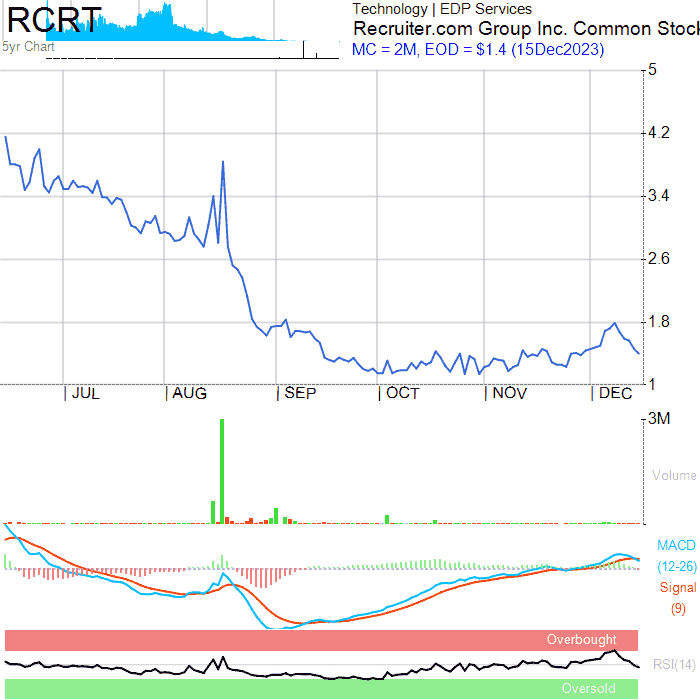 RCRT
Technology | EDP Services
Recruiter.com Group Inc. Common Stock
5yr Chart
MC = 2M, EOD = $1.4 (15Dec2023)
5
4.2
3.4
2.6
1.8
1
JUL AUG SEP OCT NOV DEC
3M
Volume
MACD
(12-26)
Signal
(9)
Overbought
RSI(14)
Oversold